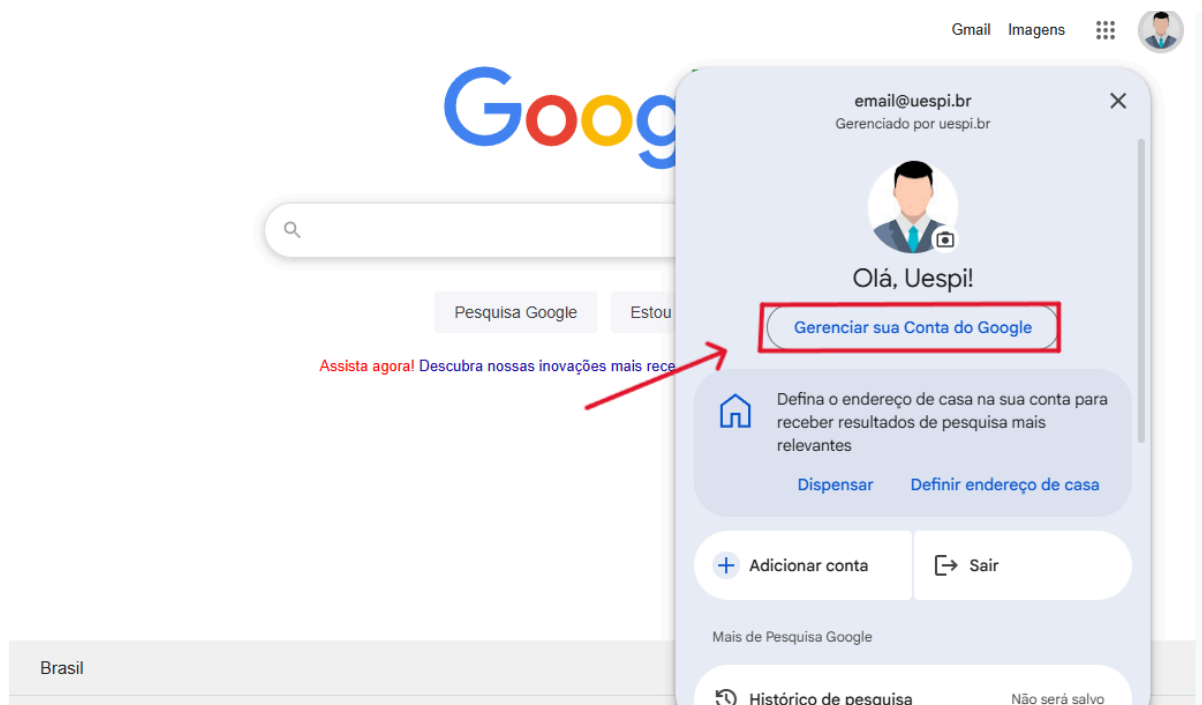 Gmail Imagens
Goog
email@uespi.br
Gerenciado por uespi.br
Olá, Uespi!
Gerenciar sua Conta do Google
Pesquisa Google
Estou
Assista agora! Descubra nossas inovações mais rece
Defina o endereço de casa na sua conta para
receber resultados de pesquisa mais
relevantes
Dispensar Definir endereço de casa
Adicionar conta
Sair
Mais de Pesquisa Google
Histórico de pesquisa
Não será salvo
Brasil